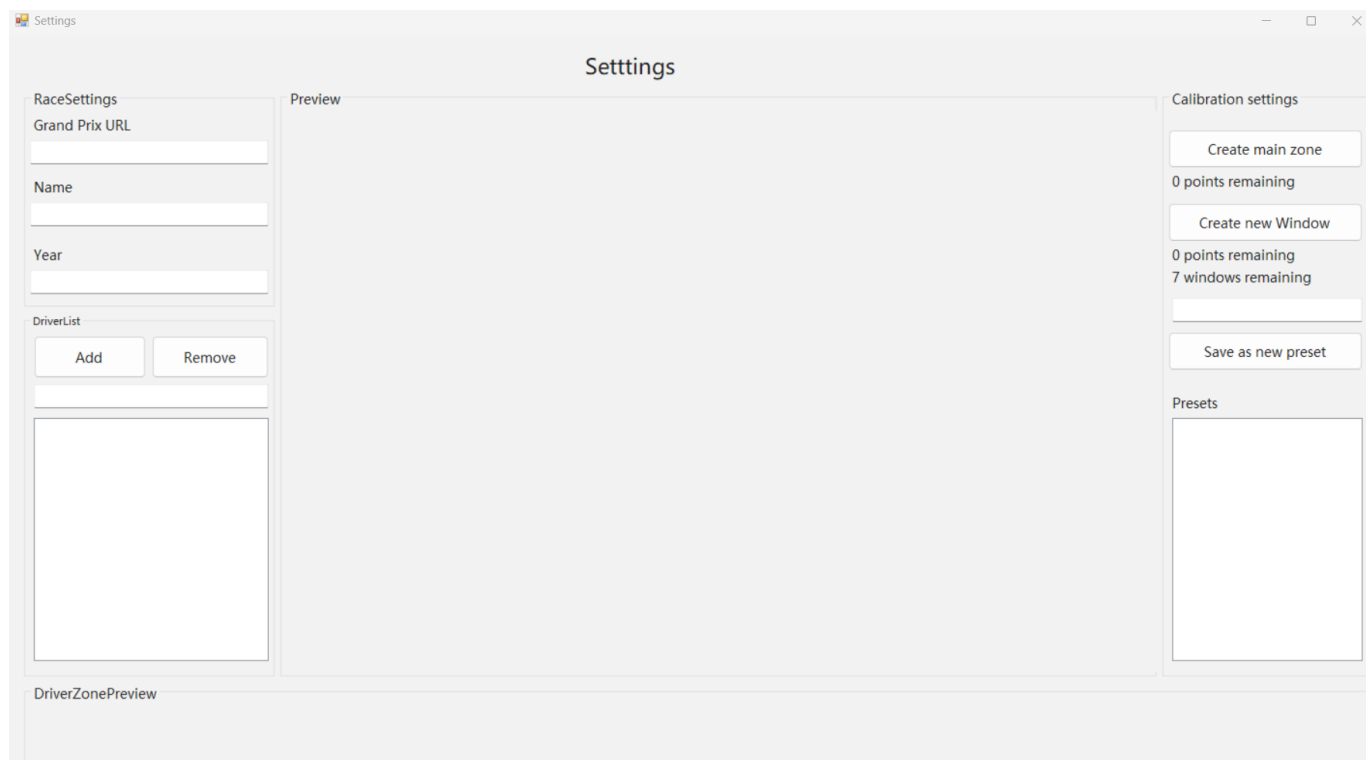 Settings
Setttings
RaceSettings
Grand Prix URL
Name
Year
DriverList
Add
Remove
Preview
Calibration settings
Create main zone
0 points remaining
Create new Window
0 points remaining
7 windows remaining
Save as new preset
Presets
DriverZonePreview